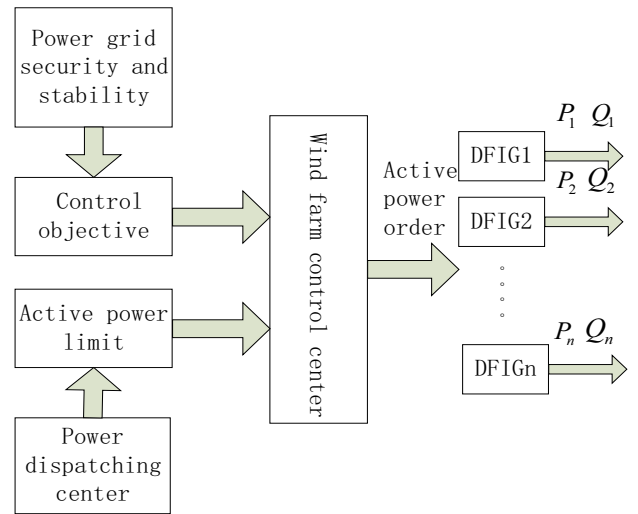 Power grid
security and
stability
Control
objective
Active power
limit
Power
dispatching
center
Wind farm control center
Active
power
order
DFIG1
P1 Q1
DFIG2
P2 Q2
DFIGn
Pn Qn